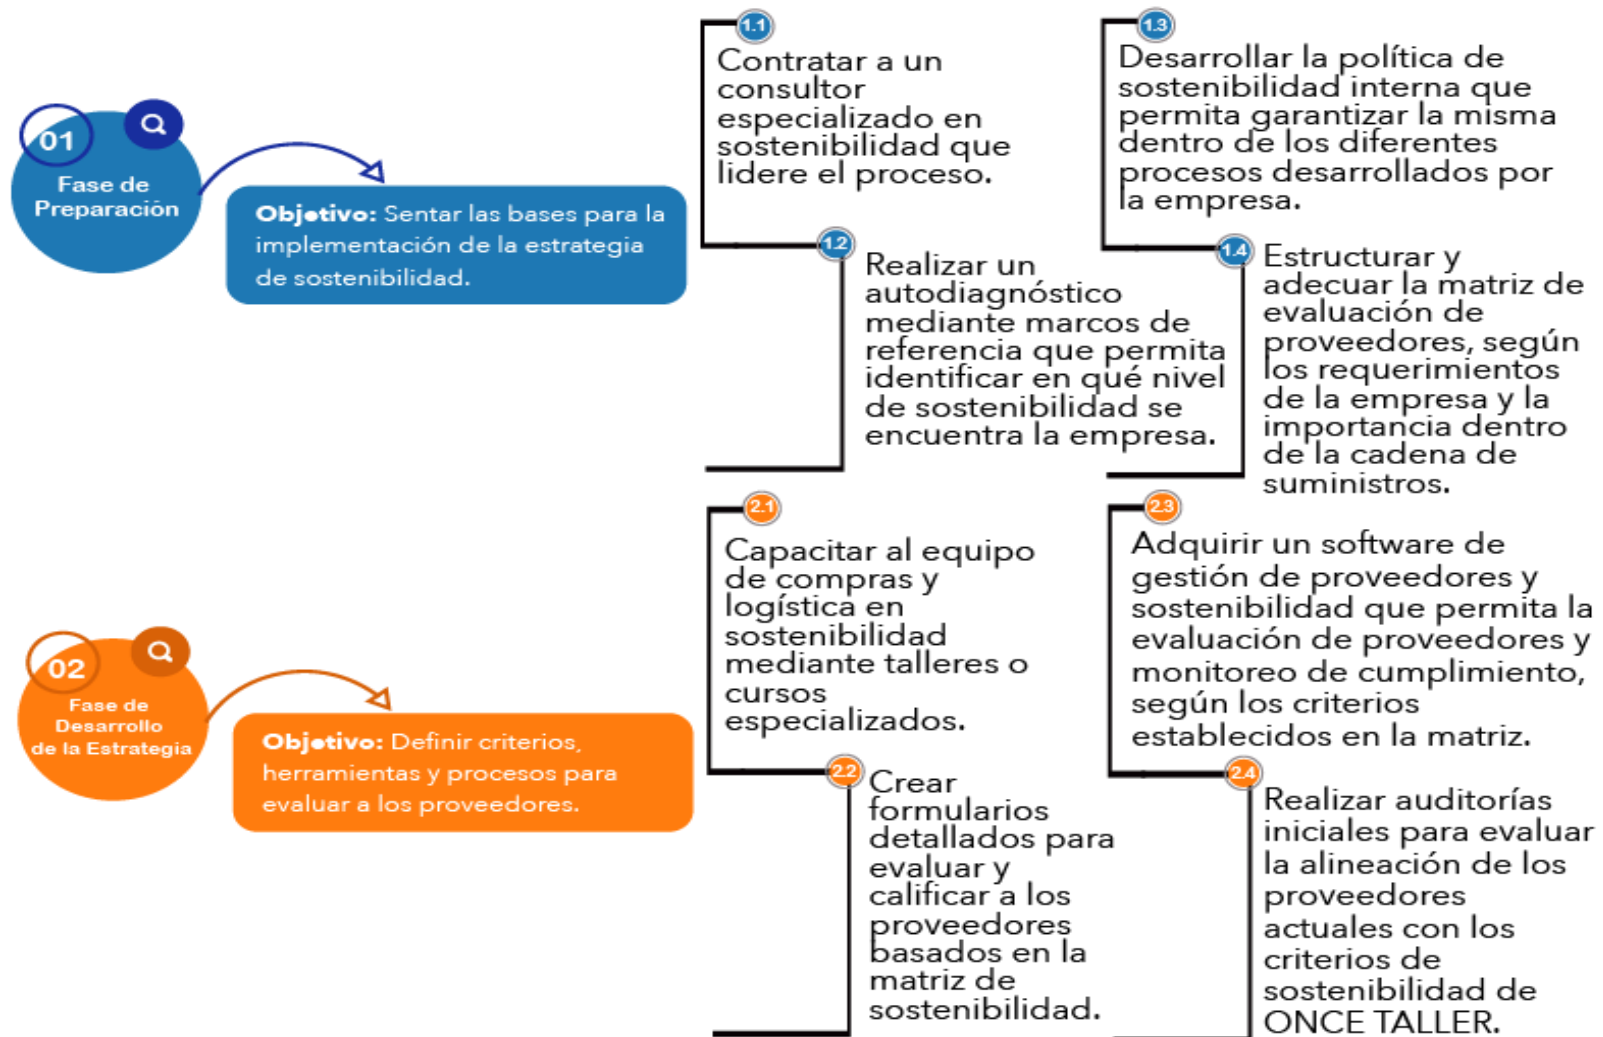 01
Fase de
Preparación
Objetivo: Sentar las bases para la
implementación de la estrategia
de sostenibilidad.
1.1
Contratar a un
consultor
especializado en
sostenibilidad que
lidere el proceso.
1.2
Realizar un
autodiagnóstico
mediante marcos de
referencia que permita
identificar en qué nivel
de sostenibilidad se
encuentra la empresa.
1.3
Desarrollar la política de
sostenibilidad interna que
permita garantizar la misma
dentro de los diferentes
procesos desarrollados por
la empresa.
1.4
Estructurar y
adecuar la matriz de
evaluación de
proveedores, según
los requerimientos
de la empresa y la
importancia dentro
de la cadena de
suministros.
02
Fase de
Desarrollo
de la Estrategia
Objetivo: Definir criterios,
herramientas y procesos para
evaluar a los proveedores.
2.1
Capacitar al equipo
de compras y
logística en
sostenibilidad
mediante talleres o
cursos
especializados.
2.2
Crear
formularios
detallados para
evaluar y
calificar a los
proveedores
basados en la
matriz de
sostenibilidad.
2.3
Adquirir un software de
gestión de proveedores y
sostenibilidad que permita la
evaluación de proveedores y
monitoreo de cumplimiento,
según los criterios
establecidos en la matriz.
2.4
Realizar auditorías
iniciales para evaluar
la alineación de los
proveedores
actuales con los
criterios de
sostenibilidad de
ONCE TALLER.